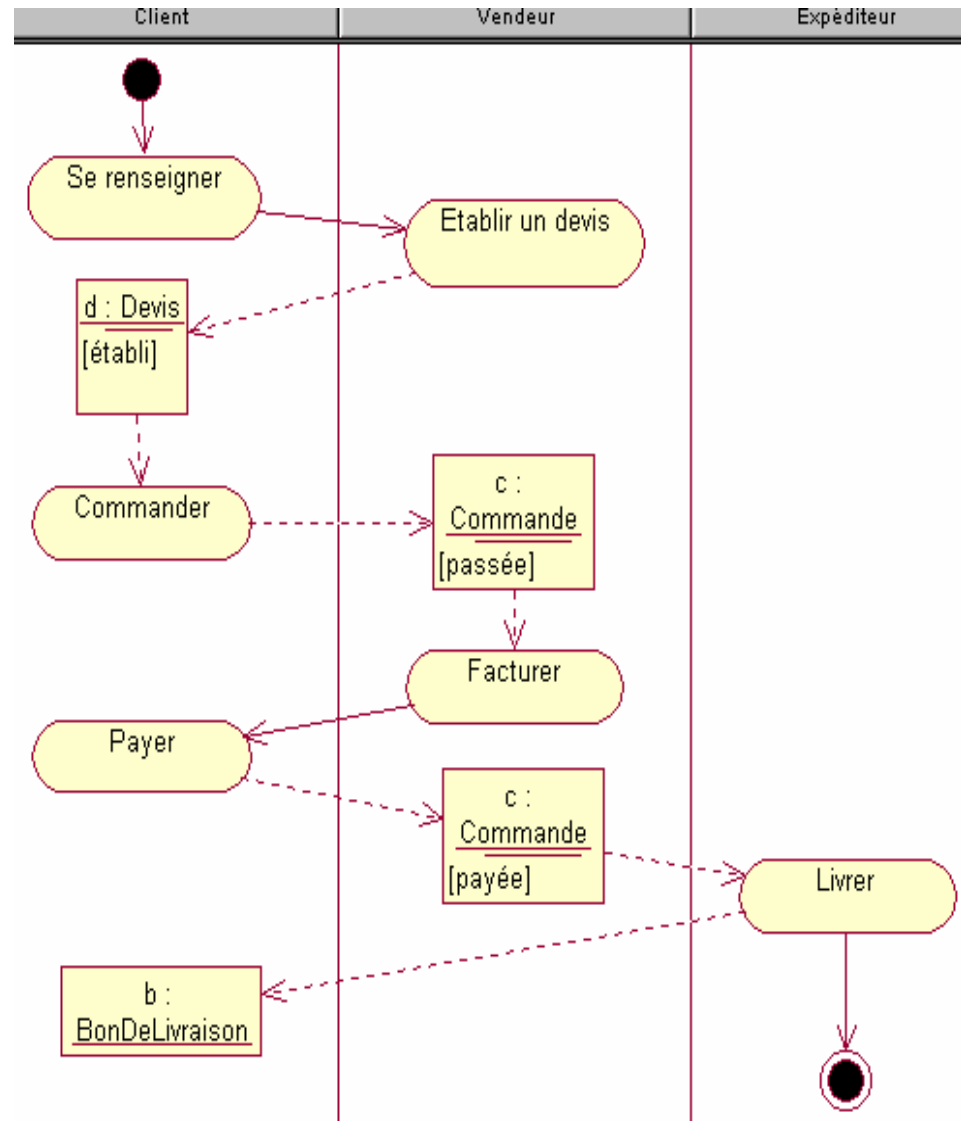 Client
Vendeur
Expéditeur
Se renseigner
Etablir un devis
d : Devis
[établi]
Commander
c :
Commande
[passée]
Facturer
Payer
c :
Commande
[payée]
Livrer
b :
BonDeLivraison